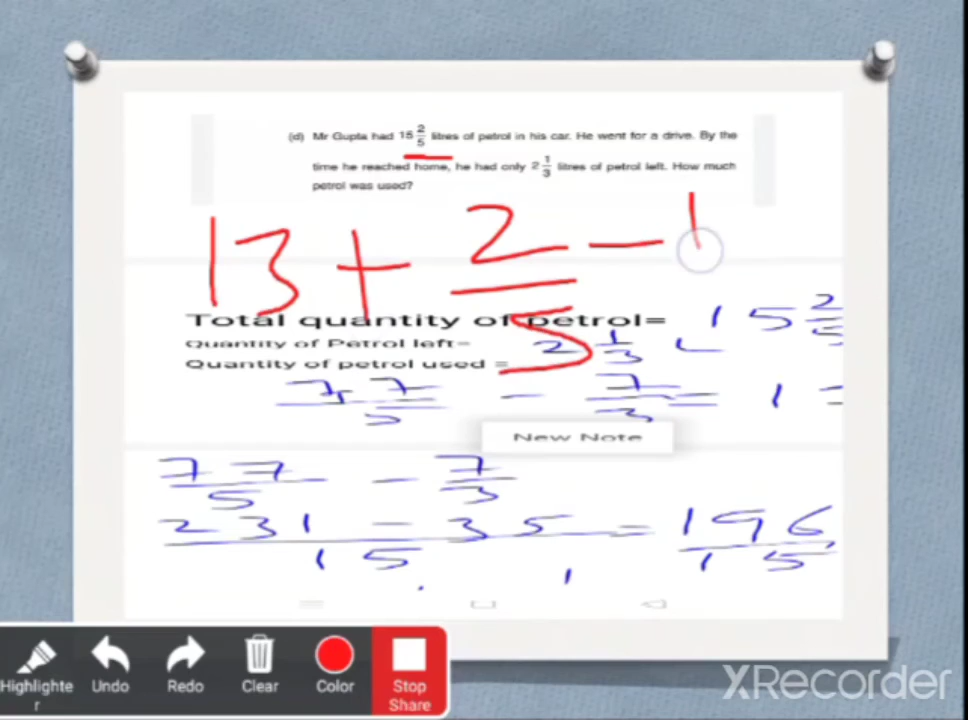 (d) Mr Gupta had 15 2/5 litres of petrol in his car. He went for a drive. By the
time he reached home, he had only 2 1/3 litres of petrol left. How much
petrol was used?
13 + 2/5 - 1
Total quantity of petrol= 15 2/5
Quantity of Petrol left= 2 1/3
Quantity of petrol used =
77/5 - 7/3 =
New Note
77/5 - 7/3
231 - 35 / 15 = 196 / 15
Highlighte
r
Undo
Redo
Clear
Color
Stop
Share
XRecorder